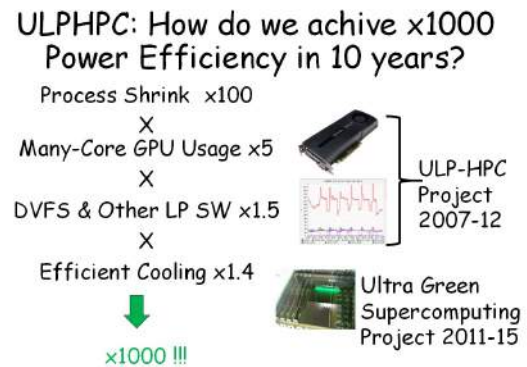 ULPHPC: How do we achive x1000
Power Efficiency in 10 years?
Process Shrink x100
X
Many-Core GPU Usage x5
X
DVFS & Other LP SW x1.5
X
Efficient Cooling x1.4
x1000 !!!
ULP-HPC
Project
2007-12
Ultra Green
Supercomputing
Project 2011-15